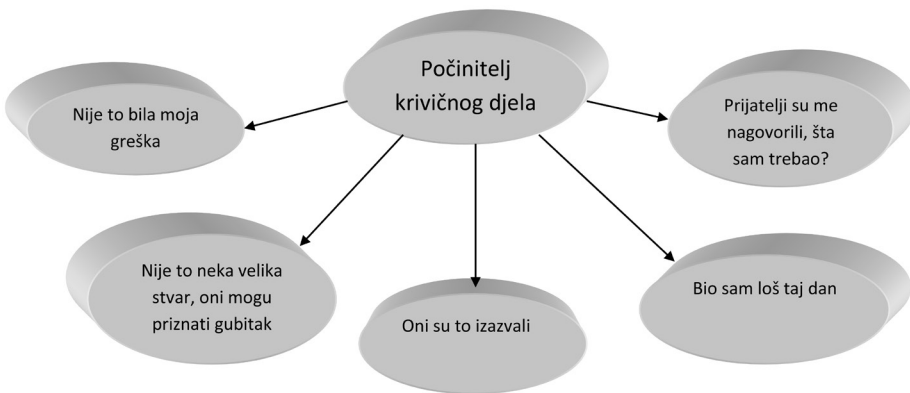 Počinitelj
krivičnog djela
Nije to bila moja
greška
Prijatelji su me
nagovorili, šta
sam trebao?
Nije to neka velika
stvar, oni mogu
priznati gubitak
Oni su to izazvali
Bio sam loš taj dan